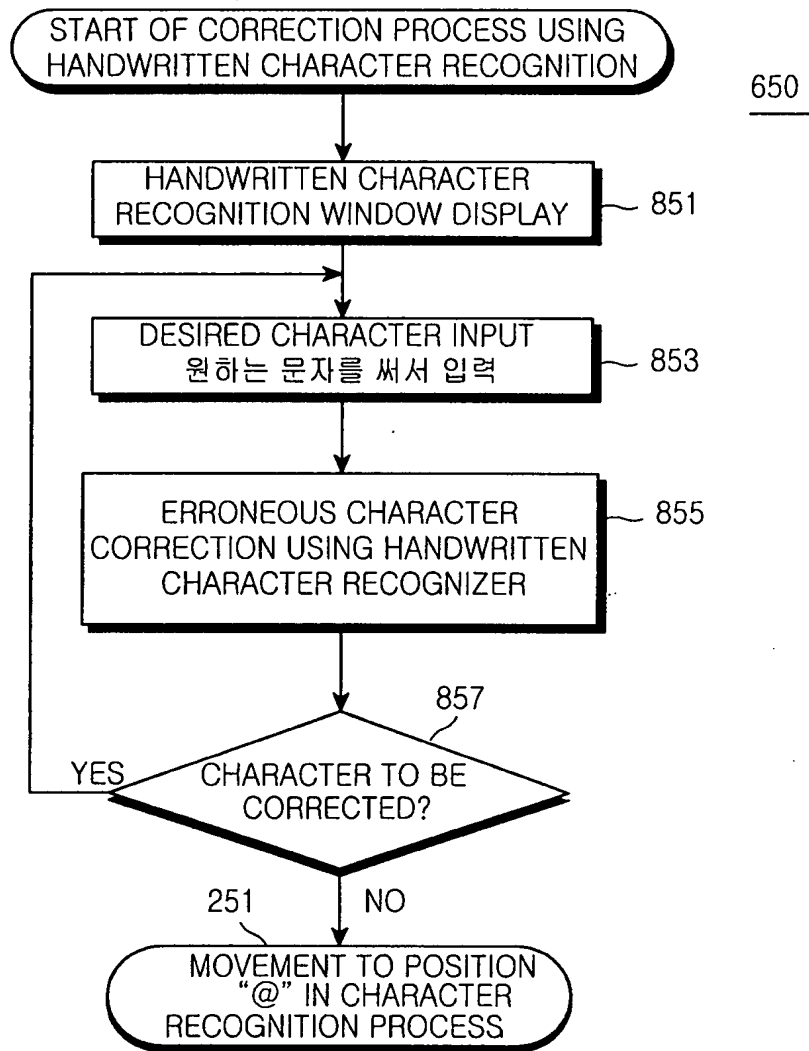 START OF CORRECTION PROCESS USING
HANDWRITTEN CHARACTER RECOGNITION
650
HANDWRITTEN CHARACTER
RECOGNITION WINDOW DISPLAY
851
DESIRED CHARACTER INPUT
원하는 문자를 써서 입력
853
ERRONEOUS CHARACTER
CORRECTION USING HANDWRITTEN
CHARACTER RECOGNIZER
855
857
YES
CHARACTER TO BE
CORRECTED?
251
NO
MOVEMENT TO POSITION
“@” IN CHARACTER
RECOGNITION PROCESS